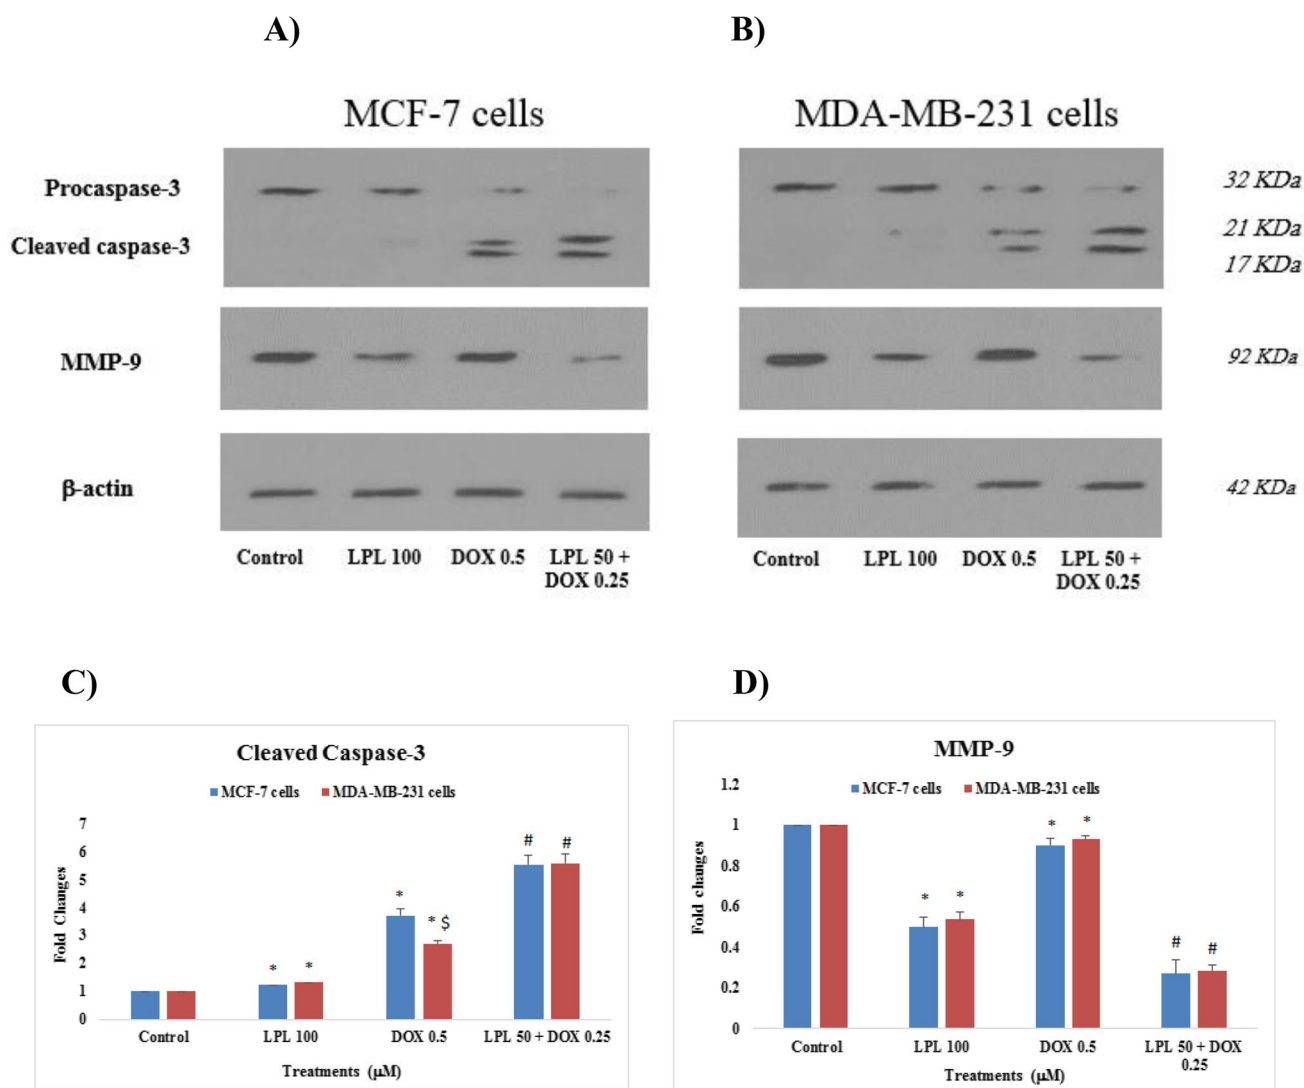 A)
B)
MCF-7 cells
MDA-MB-231 cells
Procaspase-3
32 KDa
Cleaved caspase-3
21 KDa
17 KDa
MMP-9
92 KDa
β-actin
42 KDa
Control LPL 100 DOX 0.5 LPL 50 +
DOX 0.25
Control LPL 100 DOX 0.5 LPL 50 +
DOX 0.25
C)
Cleaved Caspase-3
MCF-7 cells MDA-MB-231 cells
Fold Changes
7
6
5
4
3
2
1
0
* *
* * $
# #
Control LPL 100 DOX 0.5 LPL 50 + DOX 0.25
Treatments (µM)
D)
MMP-9
MCF-7 cells MDA-MB-231 cells
Fold changes
1.2
1
0.8
0.6
0.4
0.2
0
* *
* *
# #
Control LPL 100 DOX 0.5 LPL 50 + DOX
0.25
Treatments (µM)